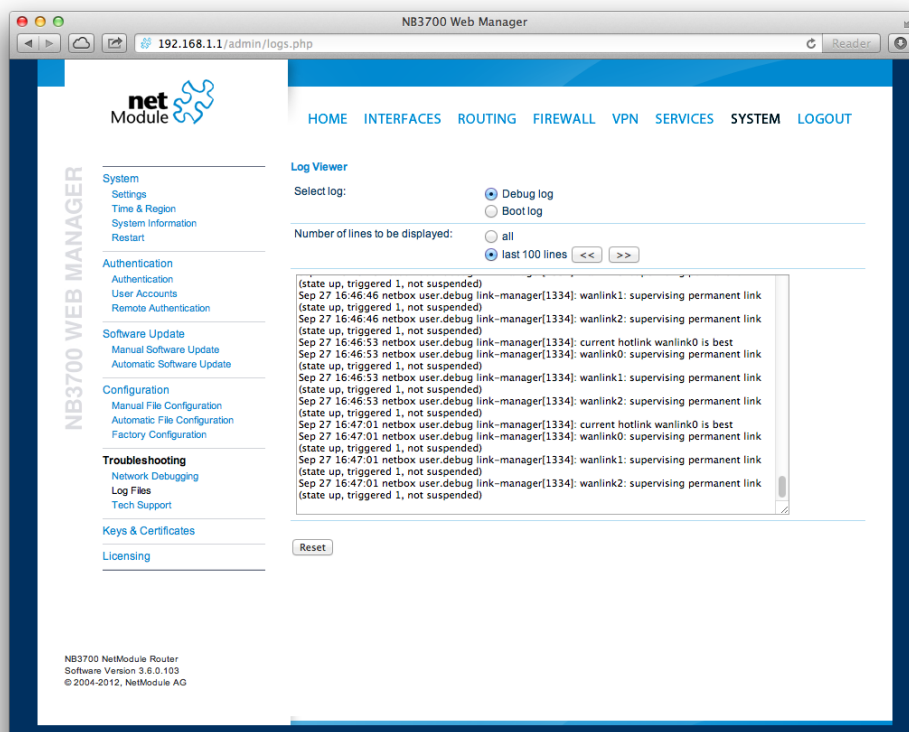 NB3700 Web Manager
192.168.1.1/admin/logs.php
Reader
net
Module
HOME INTERFACES ROUTING FIREWALL VPN SERVICES SYSTEM LOGOUT
NB3700 WEB MANAGER
System
Settings
Time & Region
System Information
Restart
Authentication
Authentication
User Accounts
Remote Authentication
Software Update
Manual Software Update
Automatic Software Update
Configuration
Manual File Configuration
Automatic File Configuration
Factory Configuration
Troubleshooting
Network Debugging
Log Files
Tech Support
Keys & Certificates
Licensing
Log Viewer
Select log:
Debug log
Boot log
Number of lines to be displayed:
all
last 100 lines << >>
(state up, triggered 1, not suspended)
Sep 27 16:46:46 netbox user.debug link-manager[1334]: wanlink1: supervising permanent link
(state up, triggered 1, not suspended)
Sep 27 16:46:46 netbox user.debug link-manager[1334]: wanlink2: supervising permanent link
(state up, triggered 1, not suspended)
Sep 27 16:46:53 netbox user.debug link-manager[1334]: current hotlink wanlink0 is best
Sep 27 16:46:53 netbox user.debug link-manager[1334]: wanlink0: supervising permanent link
(state up, triggered 1, not suspended)
Sep 27 16:46:53 netbox user.debug link-manager[1334]: wanlink1: supervising permanent link
(state up, triggered 1, not suspended)
Sep 27 16:46:53 netbox user.debug link-manager[1334]: wanlink2: supervising permanent link
(state up, triggered 1, not suspended)
Sep 27 16:47:01 netbox user.debug link-manager[1334]: current hotlink wanlink0 is best
Sep 27 16:47:01 netbox user.debug link-manager[1334]: wanlink0: supervising permanent link
(state up, triggered 1, not suspended)
Sep 27 16:47:01 netbox user.debug link-manager[1334]: wanlink1: supervising permanent link
(state up, triggered 1, not suspended)
Sep 27 16:47:01 netbox user.debug link-manager[1334]: wanlink2: supervising permanent link
(state up, triggered 1, not suspended)
Reset
NB3700 NetModule Router
Software Version 3.6.0.103
© 2004-2012, NetModule AG